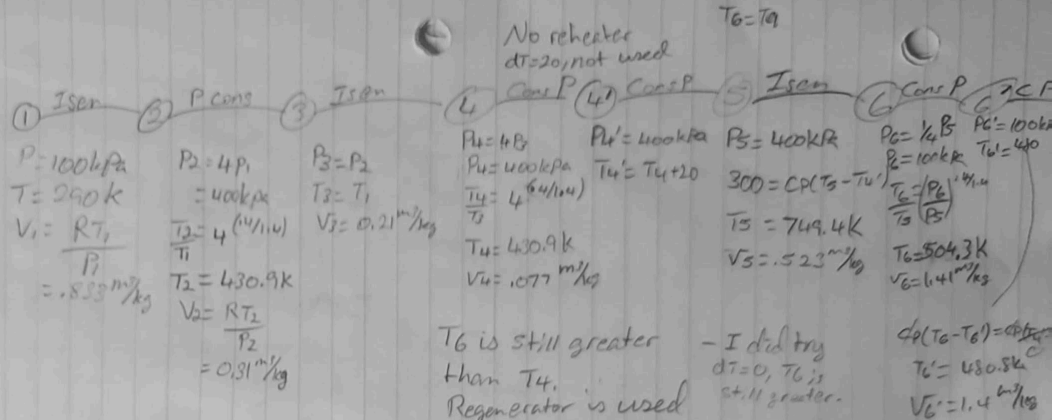 T6=T9
No reheater
dT=20, not used
① Isen ② P cons ③ Isen ④ Cons P ④' Cons P ⑤ Isen ⑥ Cons P
P=100kPa
T=290K
V1= RT1/P1
=.833 m³/kg
P2=4P1
=400kpa
T2/T1=4^(.4/1.4)
T2=430.9K
V2= RT2/P2
=0.31 m³/kg
P3=P2
T3=T1
V3=0.21 m³/kg
P4=4P3
P4=400kPa
T4/T3=4^(.4/1.4)
T4=430.9K
V4=.077 m³/kg
P4'=400kPa
T4'=T4+20
P5=400kPa
300=CP(T5-T4')
T5=749.4K
V5=.523 m³/kg
P6=1/4 P5
P6=100kPa
T6/T5=(P6/P5)^.4/1.4
T6=504.3K
V6=1.41 m³/kg
P6'=100kPa
T6'=480
T6 is still greater
than T4.
Regenerator is used
- I did try
dT=0, T6 is
still greater.
cp(T6-T6')=
T6'=480.8K
V6'=1.4 m³/kg